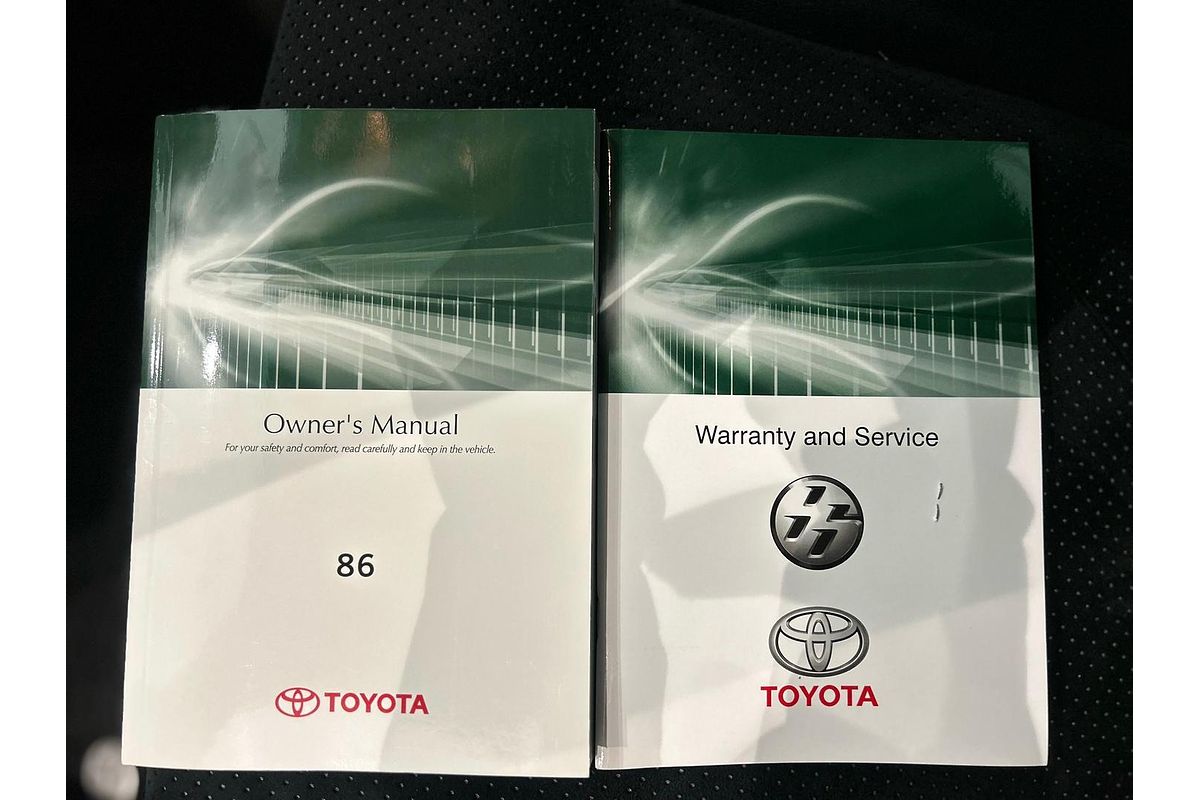 Owner's Manual
For your safety and comfort, read carefully and keep in the vehicle.
86
TOYOTA
Warranty and Service
TOYOTA